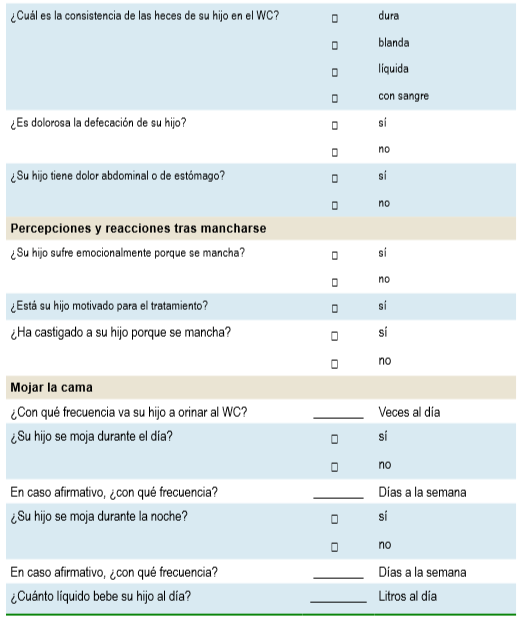 ¿Cuál es la consistencia de las heces de su hijo en el WC? □ dura
□ blanda
□ líquida
□ con sangre
¿Es dolorosa la defecación de su hijo? □ sí
□ no
¿Su hijo tiene dolor abdominal o de estómago? □ sí
□ no
Percepciones y reacciones tras mancharse
¿Su hijo sufre emocionalmente porque se mancha? □ sí
□ no
¿Está su hijo motivado para el tratamiento? □ sí
¿Ha castigado a su hijo porque se mancha? □ sí
□ no
Mojar la cama
¿Con qué frecuencia va su hijo a orinar al WC? ________ Veces al día
¿Su hijo se moja durante el día? □ sí
□ no
En caso afirmativo, ¿con qué frecuencia? ________ Días a la semana
¿Su hijo se moja durante la noche? □ sí
□ no
En caso afirmativo, ¿con qué frecuencia? ________ Días a la semana
¿Cuánto líquido bebe su hijo al día? ________ Litros al día